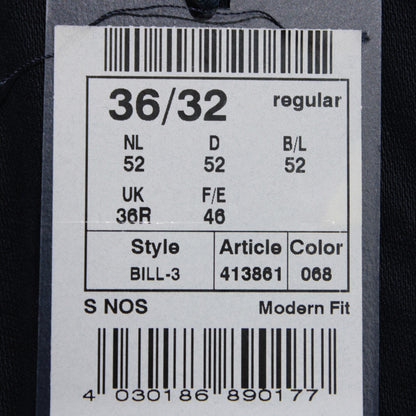 36/32 regular
NL D B/L
52 52 52
UK F/E
36R 46
Style Article Color
BILL-3 413861 068
S NOS Modern Fit
4 030186 890177